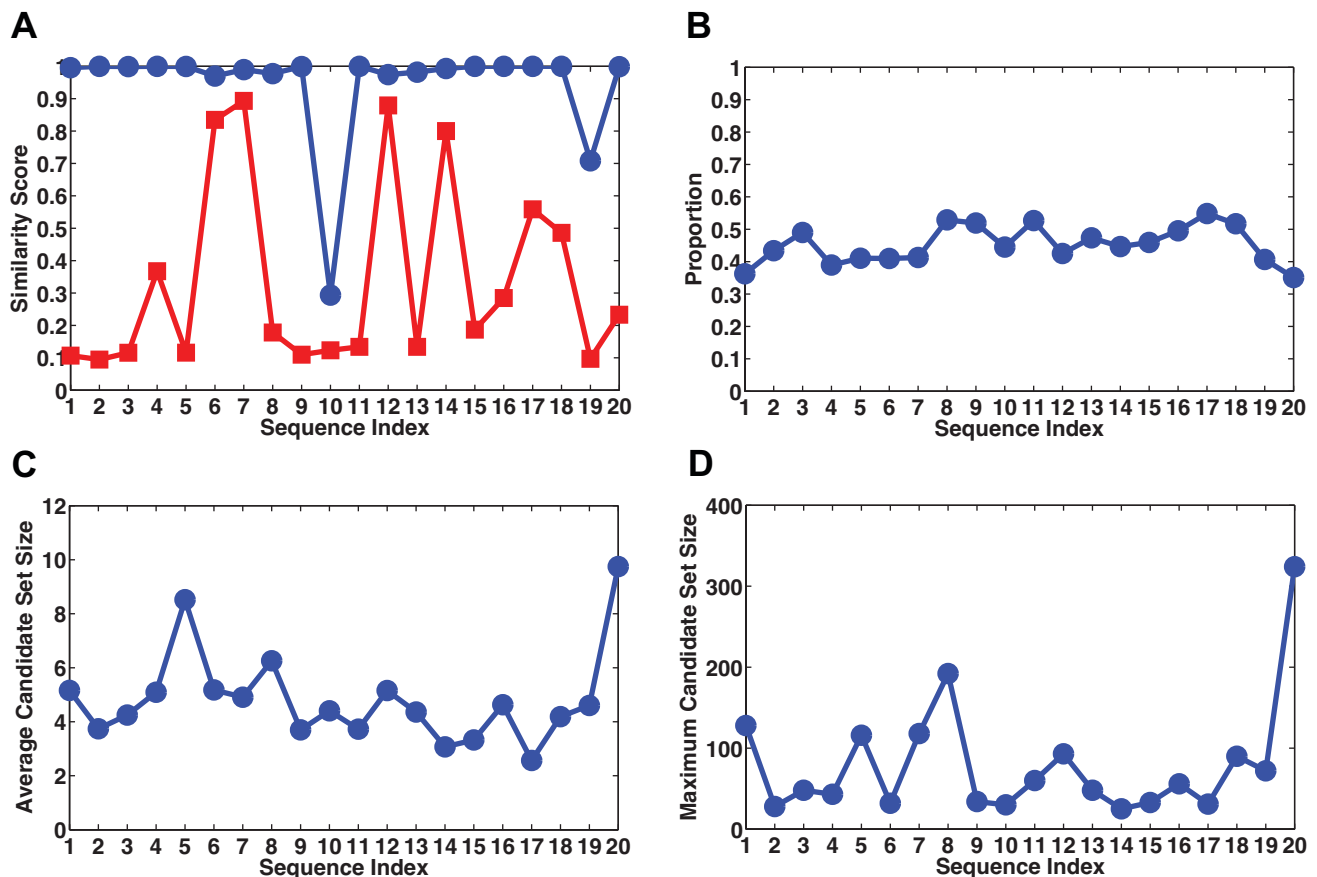 A
1
0.9
0.8
0.7
0.6
0.5
0.4
0.3
0.2
0.1
0
Similarity Score
1 2 3 4 5 6 7 8 9 10 11 12 13 14 15 16 17 18 19 20
Sequence Index
B
1
0.9
0.8
0.7
0.6
0.5
0.4
0.3
0.2
0.1
0
Proportion
1 2 3 4 5 6 7 8 9 10 11 12 13 14 15 16 17 18 19 20
Sequence Index
C
12
10
8
6
4
2
0
Average Candidate Set Size
1 2 3 4 5 6 7 8 9 10 11 12 13 14 15 16 17 18 19 20
Sequence Index
D
400
300
200
100
0
Maximum Candidate Set Size
1 2 3 4 5 6 7 8 9 10 11 12 13 14 15 16 17 18 19 20
Sequence Index